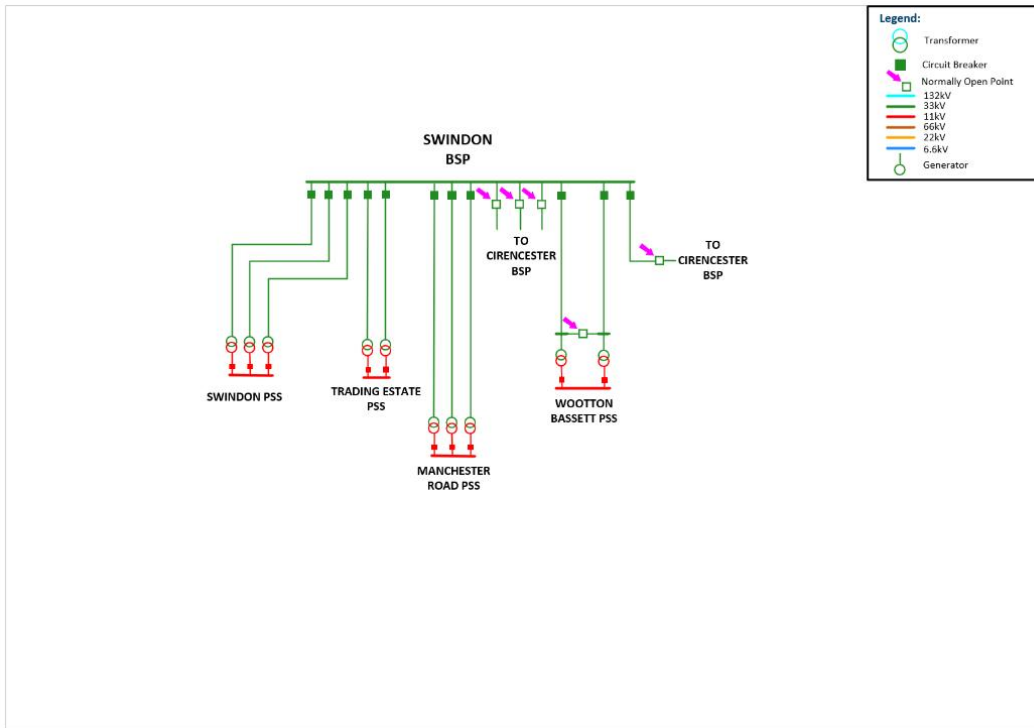 Legend:
Transformer
Circuit Breaker
Normally Open Point
132kV
33kV
11kV
66kV
22kV
6.6kV
Generator
SWINDON
BSP
TO
CIRENCESTER
BSP
TO
CIRENCESTER
BSP
SWINDON PSS
TRADING ESTATE
PSS
WOOTTON
BASSETT PSS
MANCHESTER
ROAD PSS